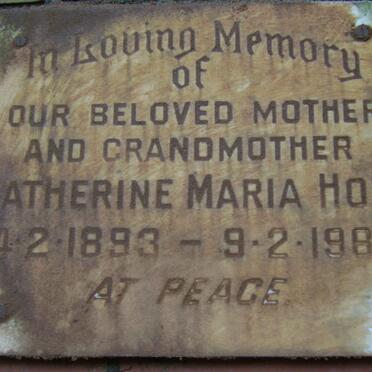 In Loving Memory
of
OUR BELOVED MOTHER
AND GRANDMOTHER
ATHERINE MARIA HO
·2·1893 – 9·2·198
AT PEACE.